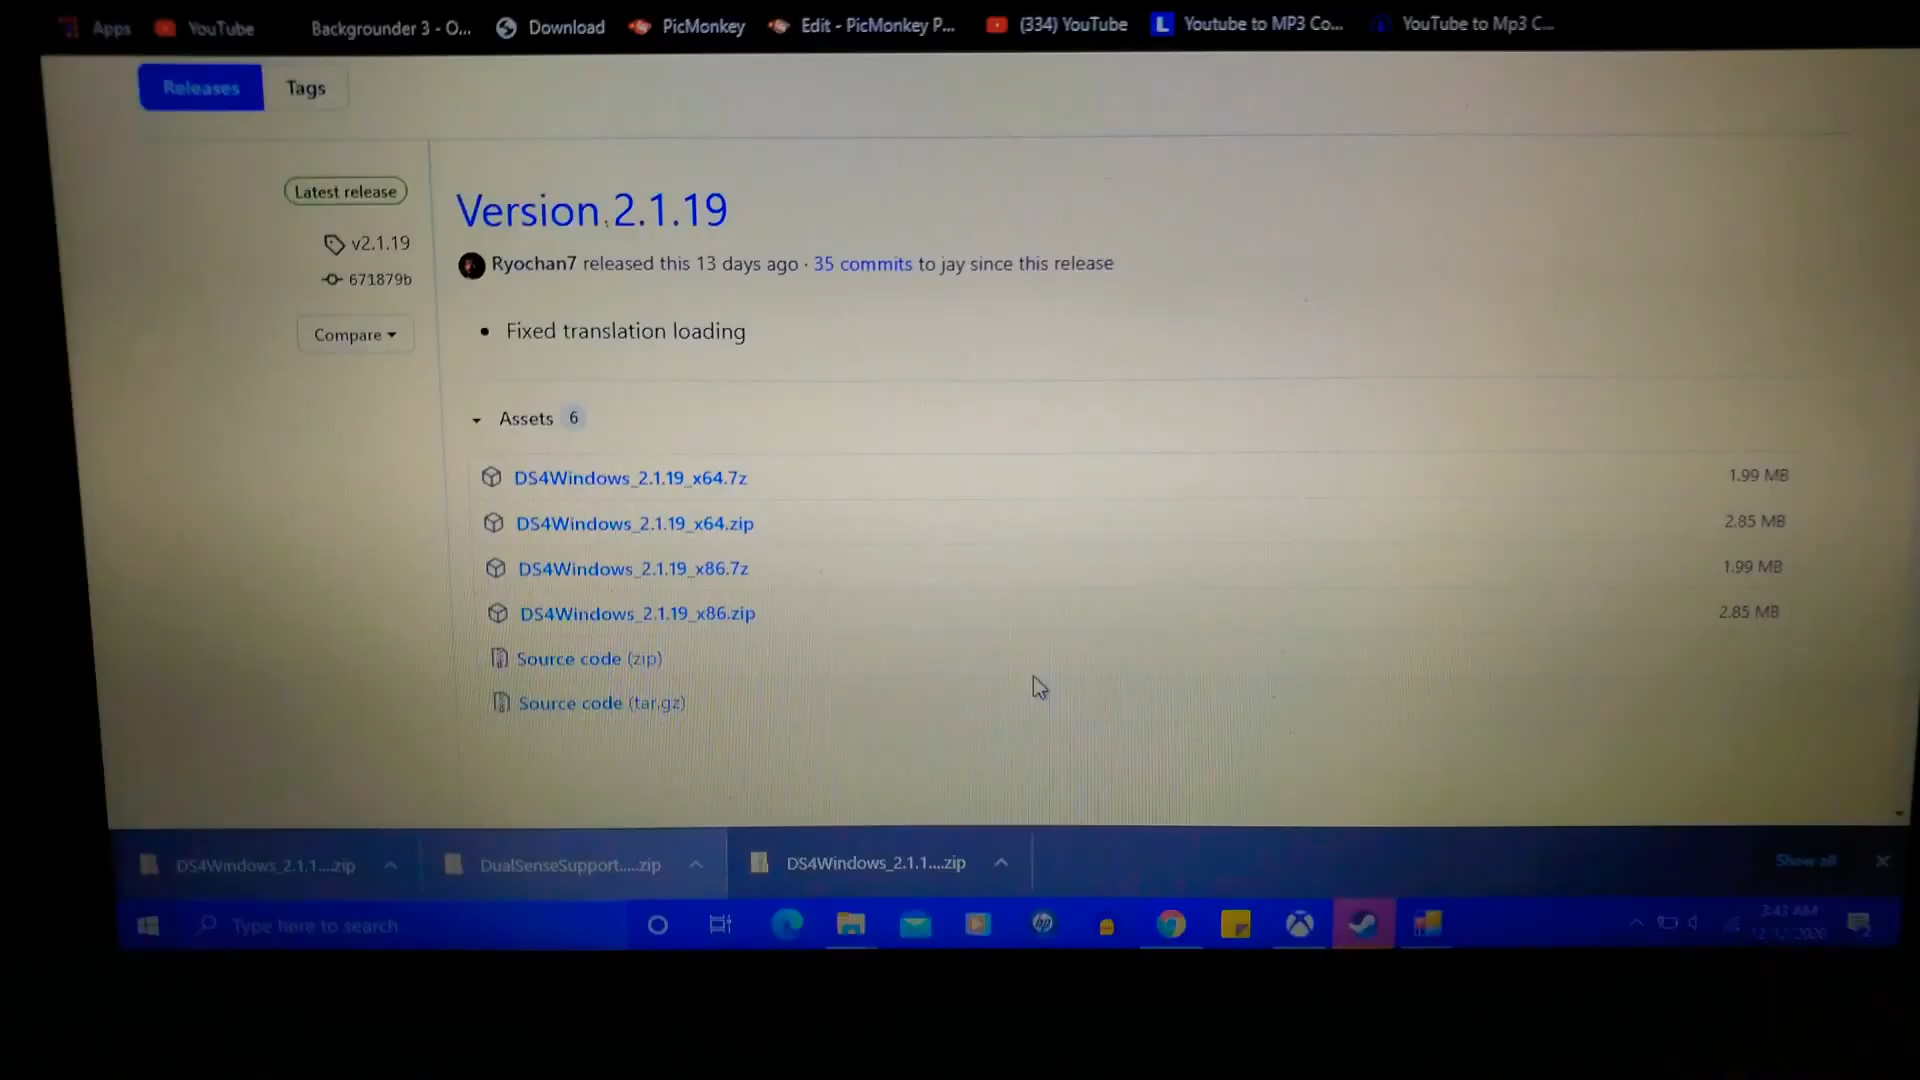 Apps YouTube Backgrounder 3 - O... Download PicMonkey Edit - PicMonkey P... (334) YouTube L Youtube to MP3 Co... YouTube to Mp3 C...
Releases Tags
Latest release
v2.1.19
671879b
Compare
Version 2.1.19
Ryochan7 released this 13 days ago · 35 commits to jay since this release
• Fixed translation loading
Assets 6
DS4Windows_2.1.19_x64.7z 1.99 MB
DS4Windows_2.1.19_x64.zip 2.85 MB
DS4Windows_2.1.19_x86.7z 1.99 MB
DS4Windows_2.1.19_x86.zip 2.85 MB
Source code (zip)
Source code (tar.gz)
DS4Windows_2.1.1....zip DualSenseSupport.....zip DS4Windows_2.1.1....zip Show all
Type here to search
hp
3:43 AM